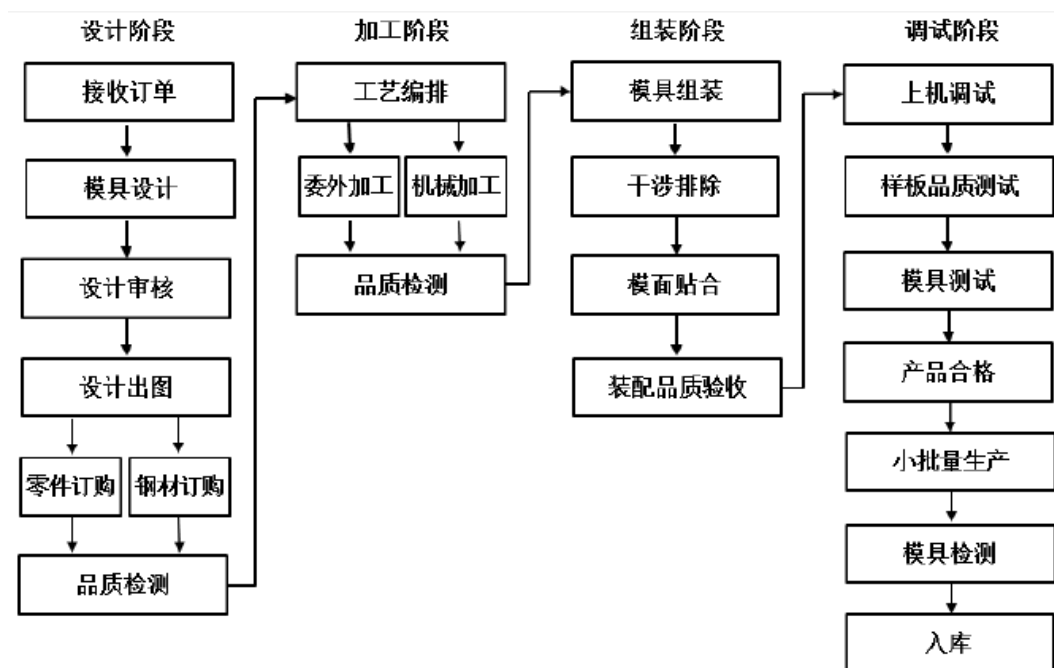 设计阶段
接收订单
模具设计
设计审核
设计出图
零件订购
钢材订购
品质检测
加工阶段
工艺编排
委外加工
机械加工
品质检测
组装阶段
模具组装
干涉排除
模面贴合
装配品质验收
调试阶段
上机调试
样板品质测试
模具测试
产品合格
小批量生产
模具检测
入库